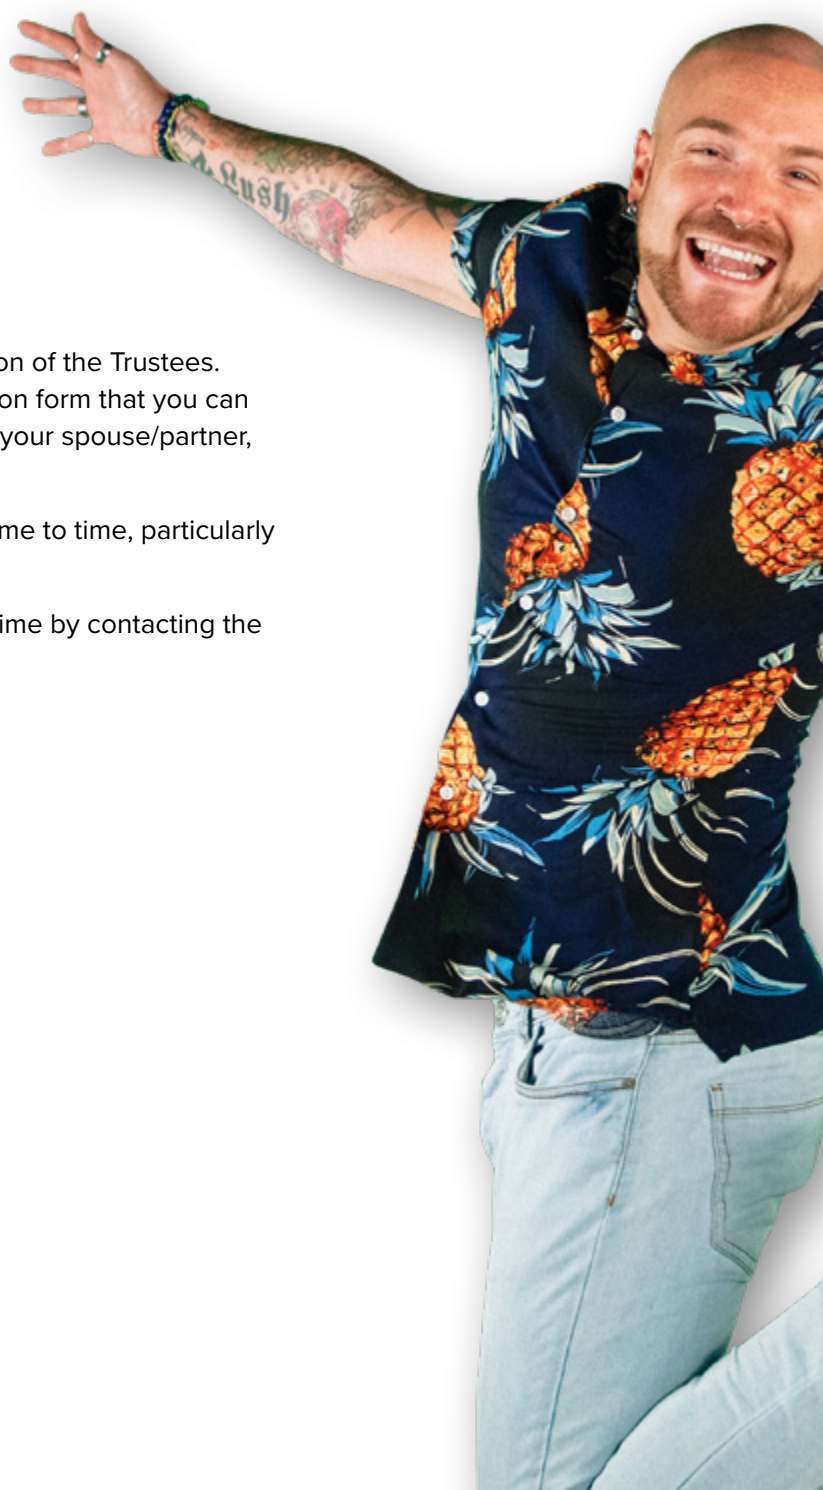 & Lush
on of the Trustees.
on form that you can
your spouse/partner,
me to time, particularly
ime by contacting the